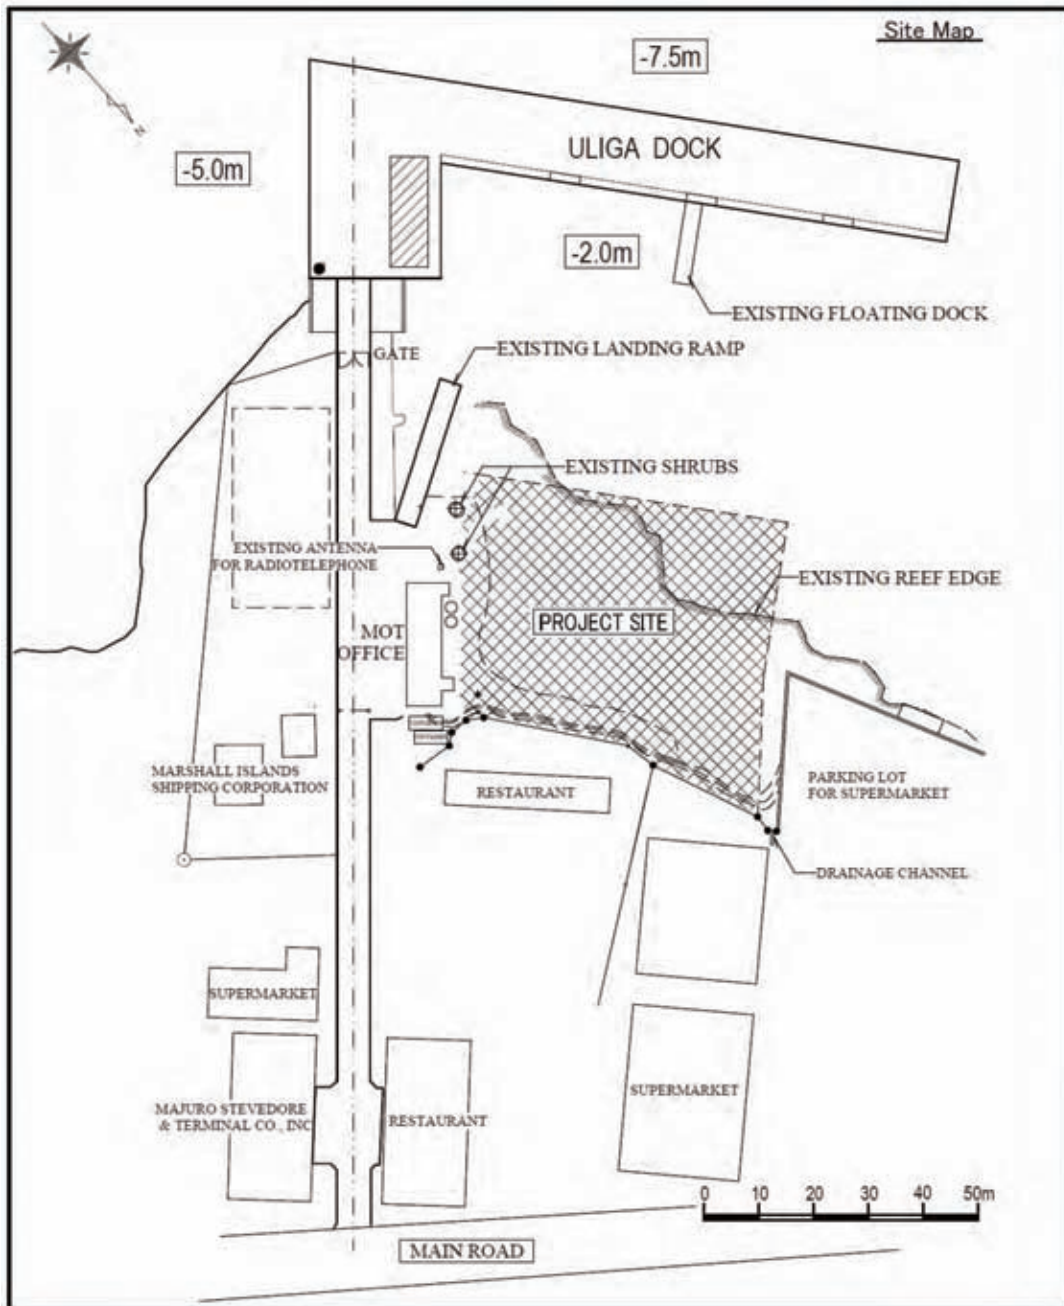 Site Map
-7.5m
N
-5.0m
ULIGA DOCK
-2.0m
EXISTING FLOATING DOCK
GATE
EXISTING LANDING RAMP
EXISTING SHRUBS
EXISTING ANTENNA
FOR RADIOTELEPHONE
EXISTING REEF EDGE
PROJECT SITE
MOT
OFFICE
MARSHALL ISLANDS
SHIPPING CORPORATION
RESTAURANT
PARKING LOT
FOR SUPERMARKET
DRAINAGE CHANNEL
SUPERMARKET
SUPERMARKET
MAJURO STEVEDORE
& TERMINAL CO., INC
RESTAURANT
0 10 20 30 40 50m
MAIN ROAD